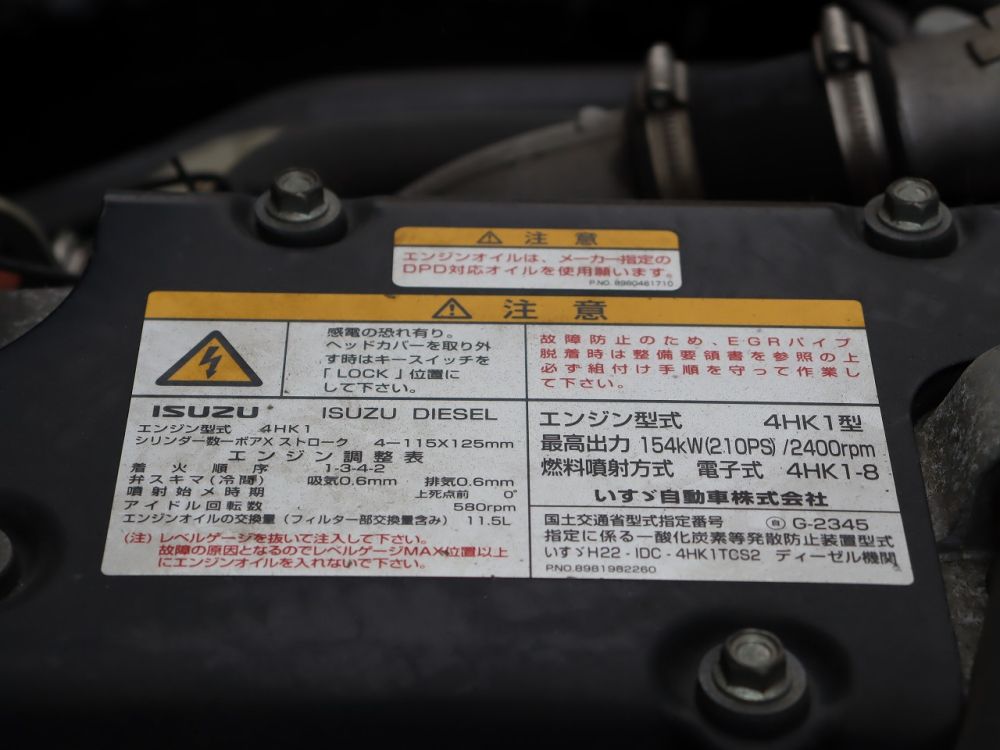 ⚠ 注 意
エンジンオイルは、メーカー指定の
DPD対応オイルを使用願います。
P.NO. 8980481710
⚠ 注 意
感電の恐れ有り。
ヘッドカバーを取り外
す時はキースイッチを
「LOCK」位置に
して下さい。
故障防止のため、EGRパイプ
脱着時は整備要領書を参照の上
必ず組付け手順を守って作業し
て下さい。
ISUZU ISUZU DIESEL
エンジン型式 4HK1
シリンダー数ーボアXストローク 4ー115X125mm
エンジン調整表
着火順序 1-3-4-2
弁スキマ(冷間) 吸気0.6mm 排気0.6mm
噴射始メ時期 上死点前 0°
アイドル回転数 580rpm
エンジンオイルの交換量(フィルター部交換量含み) 11.5L
(注)レベルゲージを抜いて注入して下さい。
故障の原因となるのでレベルゲージMAX位置以上
にエンジンオイルを入れないで下さい。
エンジン型式 4HK1型
最高出力 154kW(210PS)/2400rpm
燃料噴射方式 電子式 4HK1-8
いすゞ自動車株式会社
国土交通省型式指定番号 ㊂ G-2345
指定に係る一酸化炭素等発散防止装置型式
いすゞH22-IDC-4HK1TCS2 ディーゼル機関
P.NO.8981982260